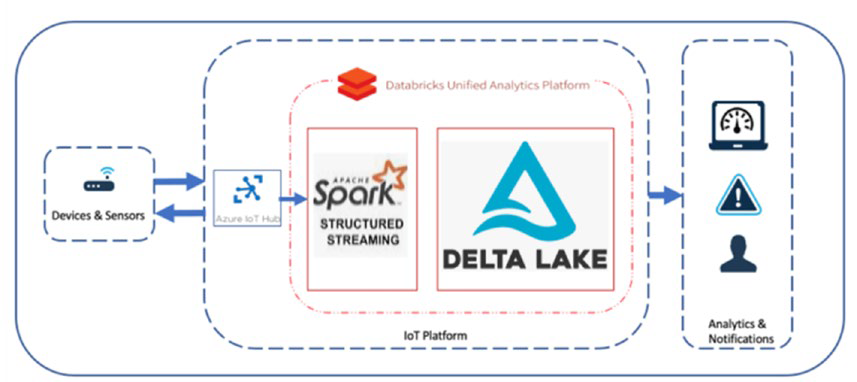 Databricks Unified Analytics Platform
Devices & Sensors
Azure IoT Hub
APACHE
Spark
STRUCTURED
STREAMING
DELTA LAKE
IoT Platform
Analytics &
Notifications